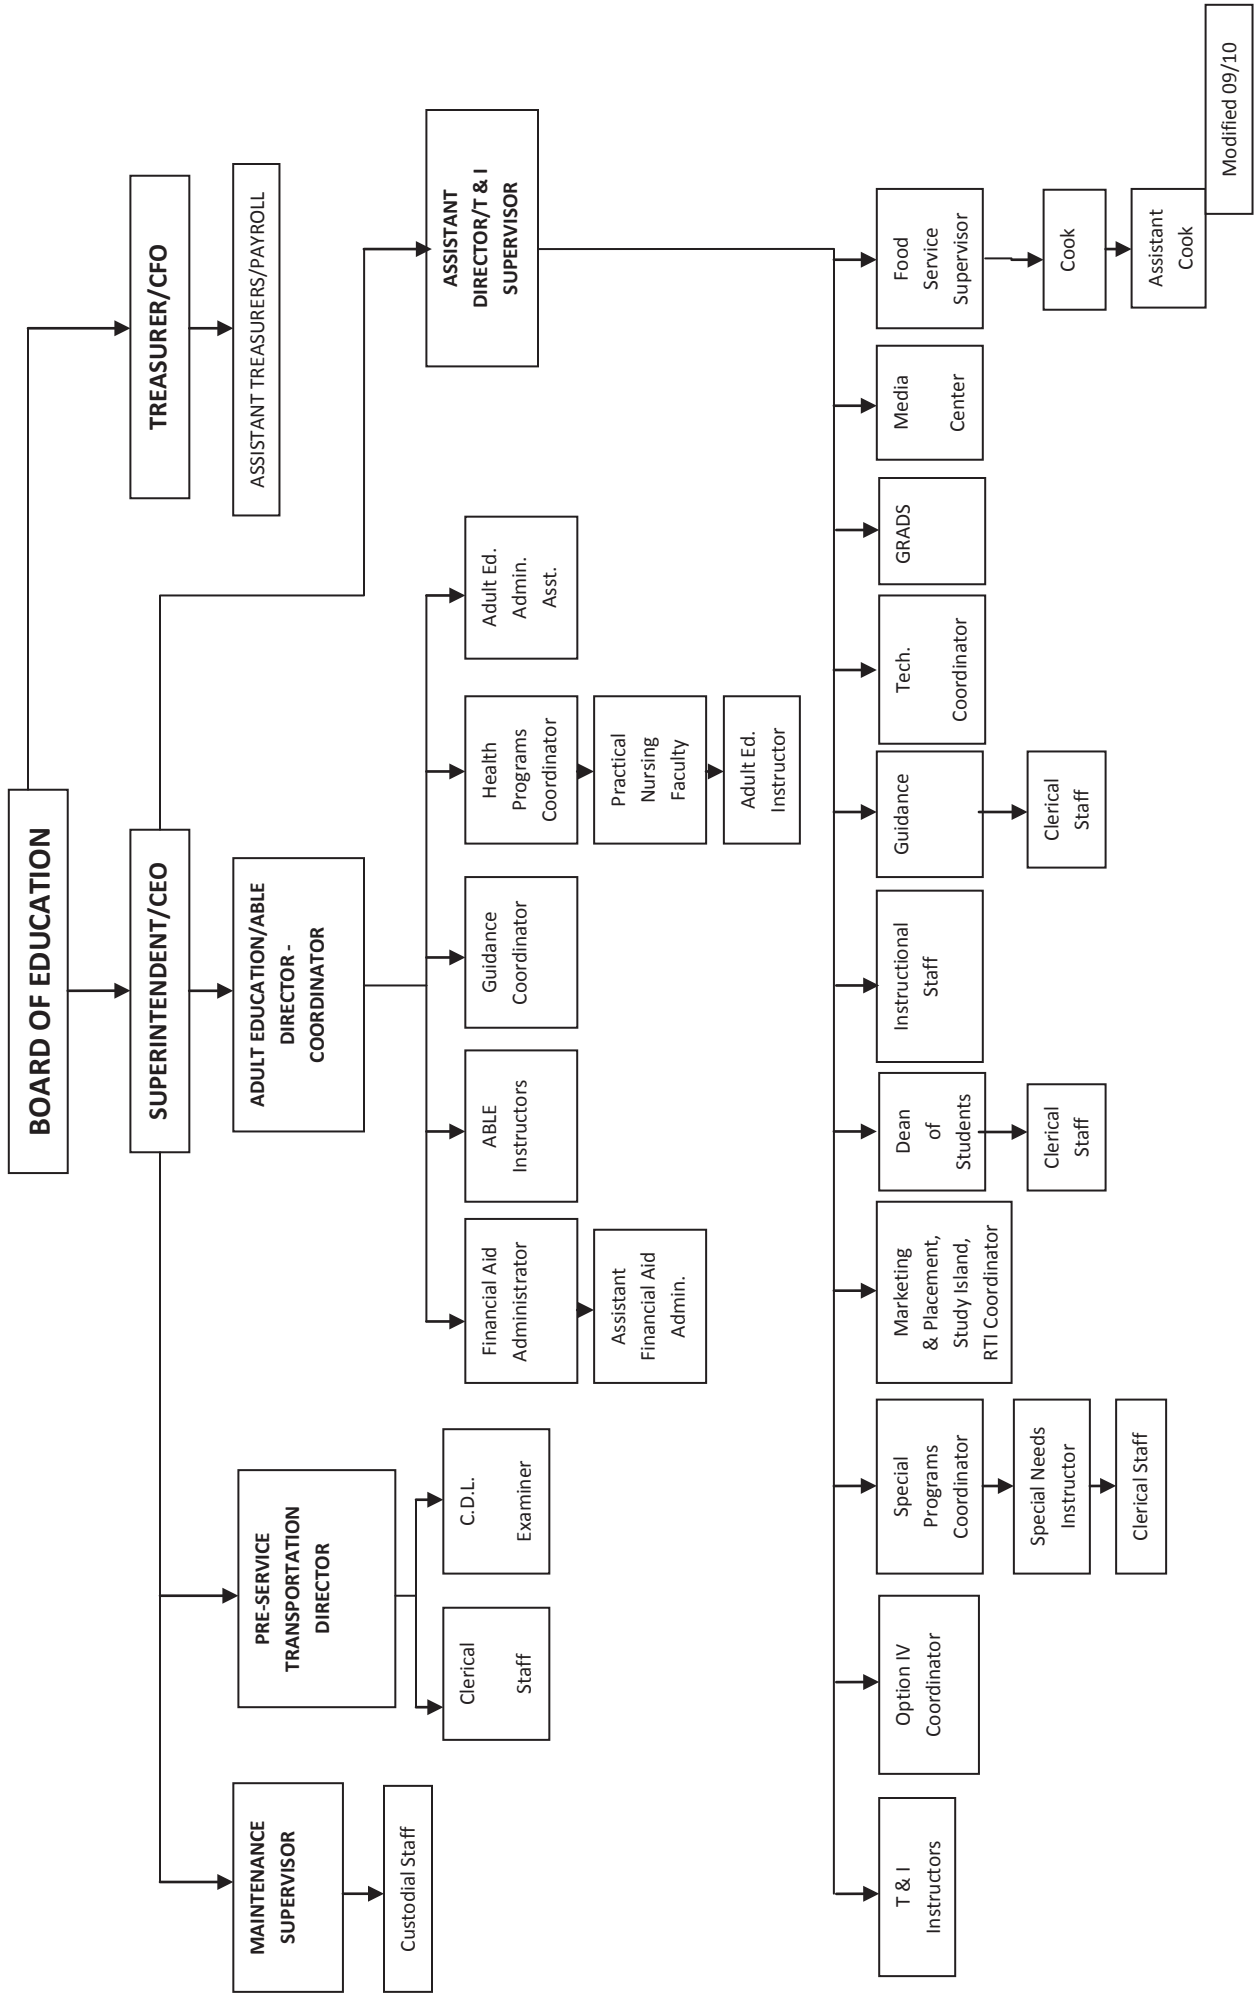 BOARD OF EDUCATION
SUPERINTENDENT/CEO
TREASURER/CFO
MAINTENANCE
SUPERVISOR
PRE-SERVICE
TRANSPORTATION
DIRECTOR
ADULT EDUCATION/ABLE
DIRECTOR -
COORDINATOR
ASSISTANT TREASURERS/PAYROLL
Custodial Staff
Clerical
Staff
C.D.L.
Examiner
ASSISTANT
DIRECTOR/T & I
SUPERVISOR
Financial Aid
Administrator
ABLE
Instructors
Guidance
Coordinator
Health
Programs
Coordinator
Adult Ed.
Admin.
Asst.
Assistant
Financial Aid
Admin.
Practical
Nursing
Faculty
Adult Ed.
Instructor
T & I
Instructors
Option IV
Coordinator
Special
Programs
Coordinator
Marketing
& Placement,
Study Island,
RTI Coordinator
Dean
of
Students
Instructional
Staff
Guidance
Tech.
Coordinator
GRADS
Media
Center
Food
Service
Supervisor
Special Needs
Instructor
Clerical
Staff
Clerical
Staff
Cook
Clerical Staff
Assistant
Cook
Modified 09/10